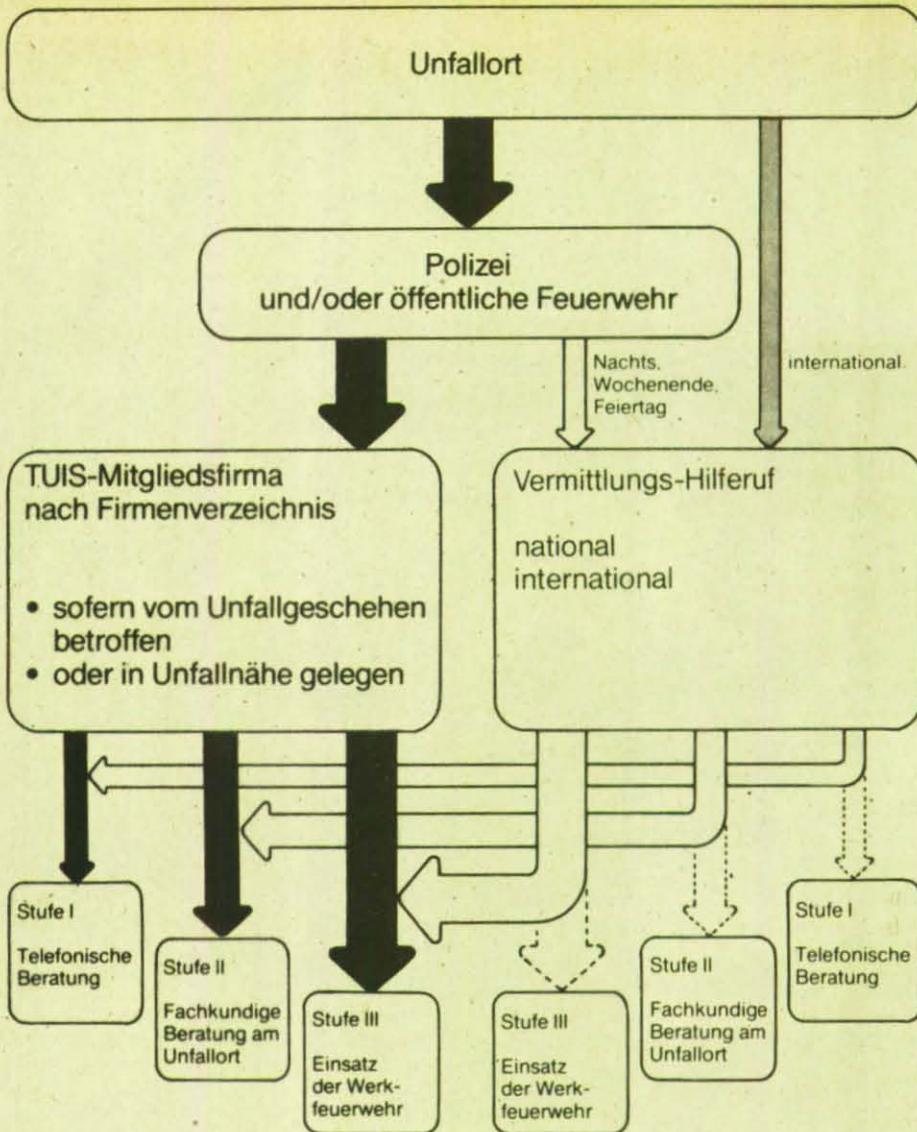 Unfallort
Polizei
und/oder öffentliche Feuerwehr
Nachts,
Wochenende,
Feiertag
international
TUIS-Mitgliedsfirma
nach Firmenverzeichnis
• sofern vom Unfallgeschehen
betroffen
• oder in Unfallnähe gelegen
Vermittlungs-Hilferuf
national
international
Stufe I
Telefonische
Beratung
Stufe II
Fachkundige
Beratung am
Unfallort
Stufe III
Einsatz
der Werk-
feuerwehr
Stufe III
Einsatz
der Werk-
feuerwehr
Stufe II
Fachkundige
Beratung am
Unfallort
Stufe I
Telefonische
Beratung